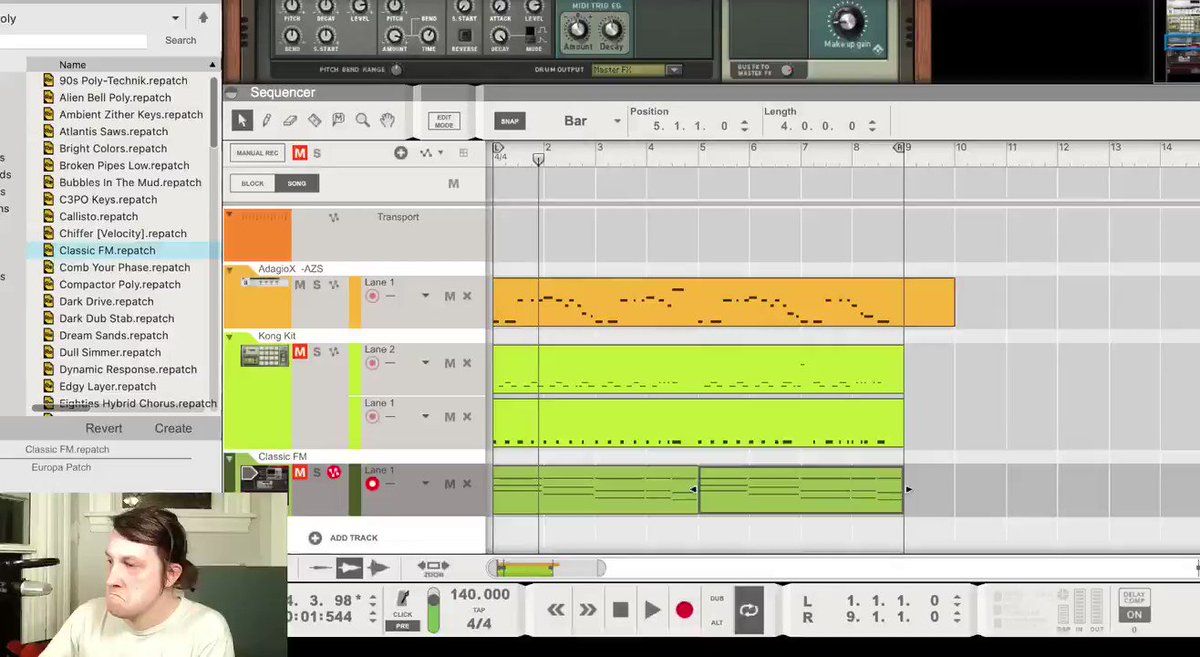 oly
Search
Name
90s Poly-Technik.repatch
Alien Bell Poly.repatch
Ambient Zither Keys.repatch
Atlantis Saws.repatch
Bright Colors.repatch
Broken Pipes Low.repatch
Bubbles In The Mud.repatch
C3PO Keys.repatch
Callisto.repatch
Chiffer [Velocity].repatch
Classic FM.repatch
Comb Your Phase.repatch
Compactor Poly.repatch
Dark Drive.repatch
Dark Dub Stab.repatch
Dream Sands.repatch
Dull Simmer.repatch
Dynamic Response.repatch
Edgy Layer.repatch
Eighties Hybrid Chorus.repatch
Revert Create
Classic FM.repatch
Europa Patch
PITCH DECAY LEVEL PITCH BEND S.START ATTACK LEVEL
BEND S.START AMOUNT TIME REVERSE DECAY MODE
MIDI TRIG EG
Amount Decay
Make up gain
PITCH BEND RANGE DRUM OUTPUT Master FX
BUS FX TO
MASTER FX
Sequencer
EDIT
MODE
SNAP Bar
Position
5. 1. 1. 0
Length
4. 0. 0. 0
MANUAL REC M S
L 2 3 4 5 6 7 8 R 9 10 11 12 13 14
4/4
BLOCK SONG M
Transport
AdagioX -AZS
M S Lane 1
M
Kong Kit
M S Lane 2
M
Lane 1
M
Classic FM
M S Lane 1
M
ADD TRACK
ZOOM
4. 3. 98 *
0:01:544
CLICK
PRE
140.000
TAP
4/4
DUB
ALT
L 1. 1. 1. 0
R 9. 1. 1. 0
DSP IN OUT
DELAY
COMP
ON
0